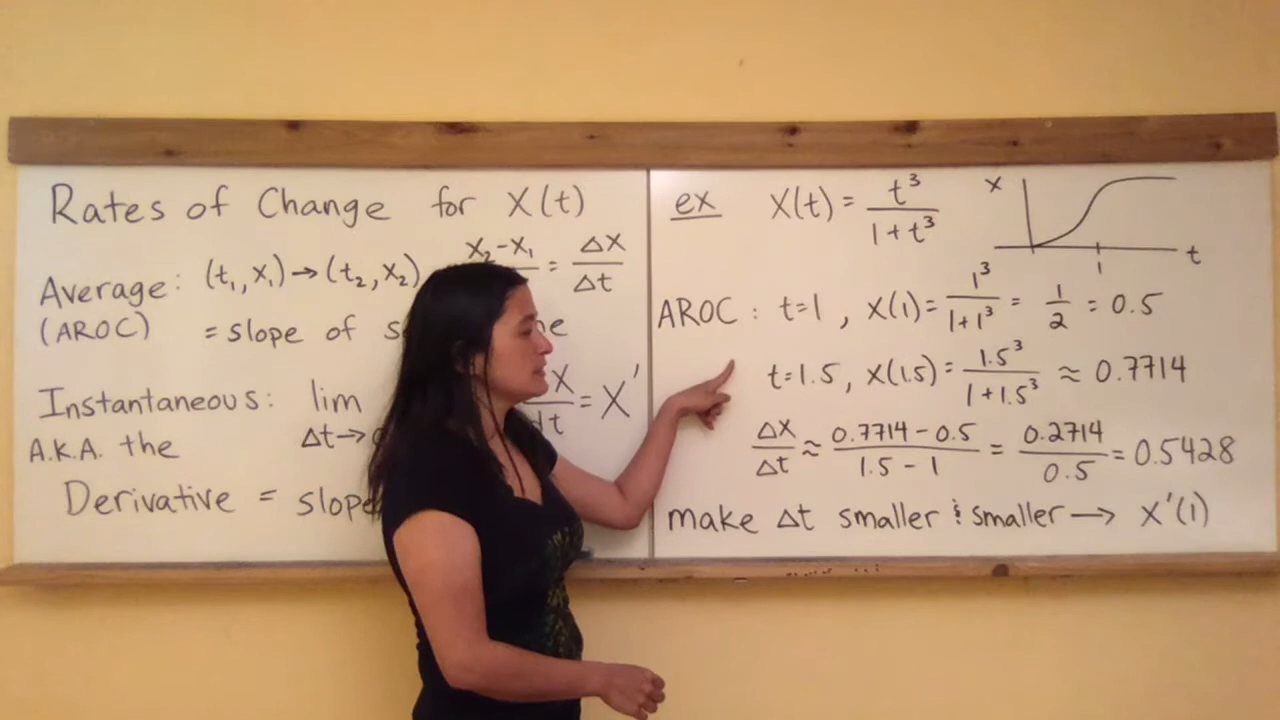 Rates of Change for X(t)
Average: (t₁, x₁) → (t₂, x₂) x₂-x₁ = ΔX/Δt
(AROC) = slope of
Instantaneous: lim Δt→ = X'
A.K.A. the
Derivative = slope
ex X(t) = t³/(1+t³)
X
t
1
AROC : t=1 , X(1) = 1³/(1+1³) = 1/2 = 0.5
t=1.5, X(1.5) = 1.5³/(1+1.5³) ≈ 0.7714
ΔX/Δt ≈ (0.7714 - 0.5)/(1.5 - 1) = 0.2714/0.5 = 0.5428
make Δt smaller & smaller → X'(1)